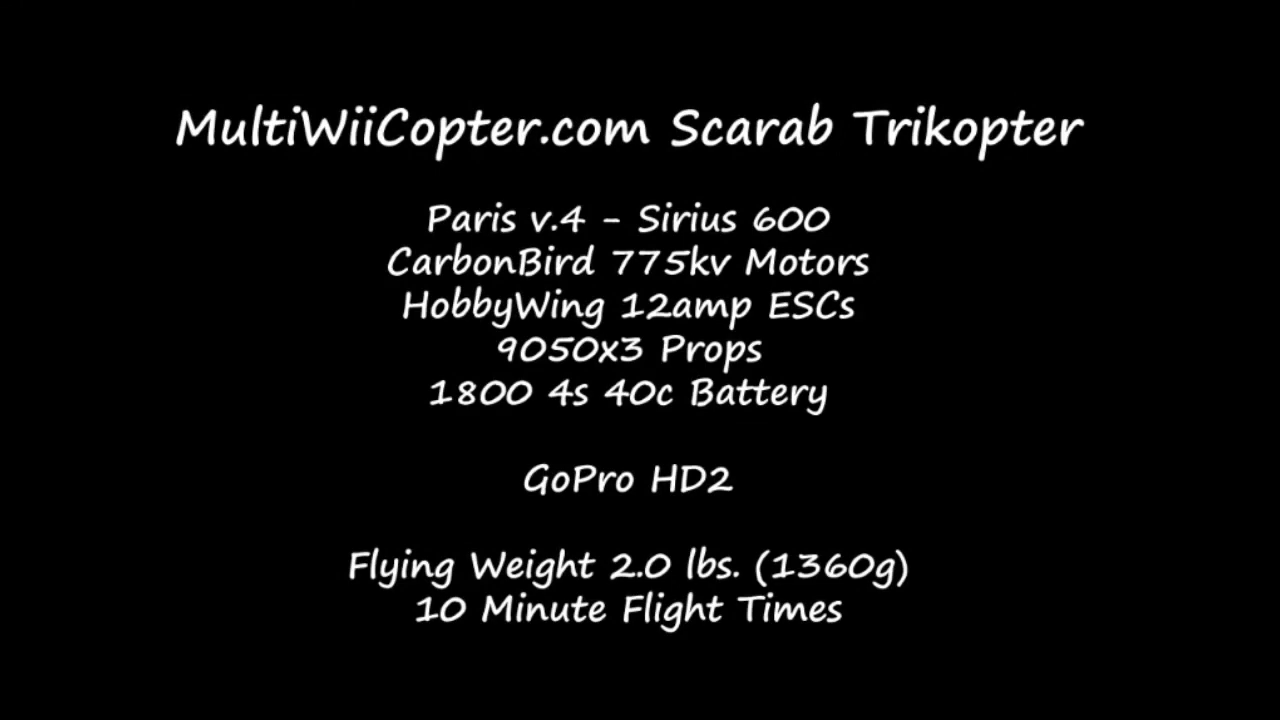 MultiWiiCopter.com Scarab Trikopter
Paris v.4 - Sirius 600
CarbonBird 775kv Motors
HobbyWing 12amp ESCs
9050x3 Props
1800 4s 40c Battery
GoPro HD2
Flying Weight 2.0 lbs. (1360g)
10 Minute Flight Times